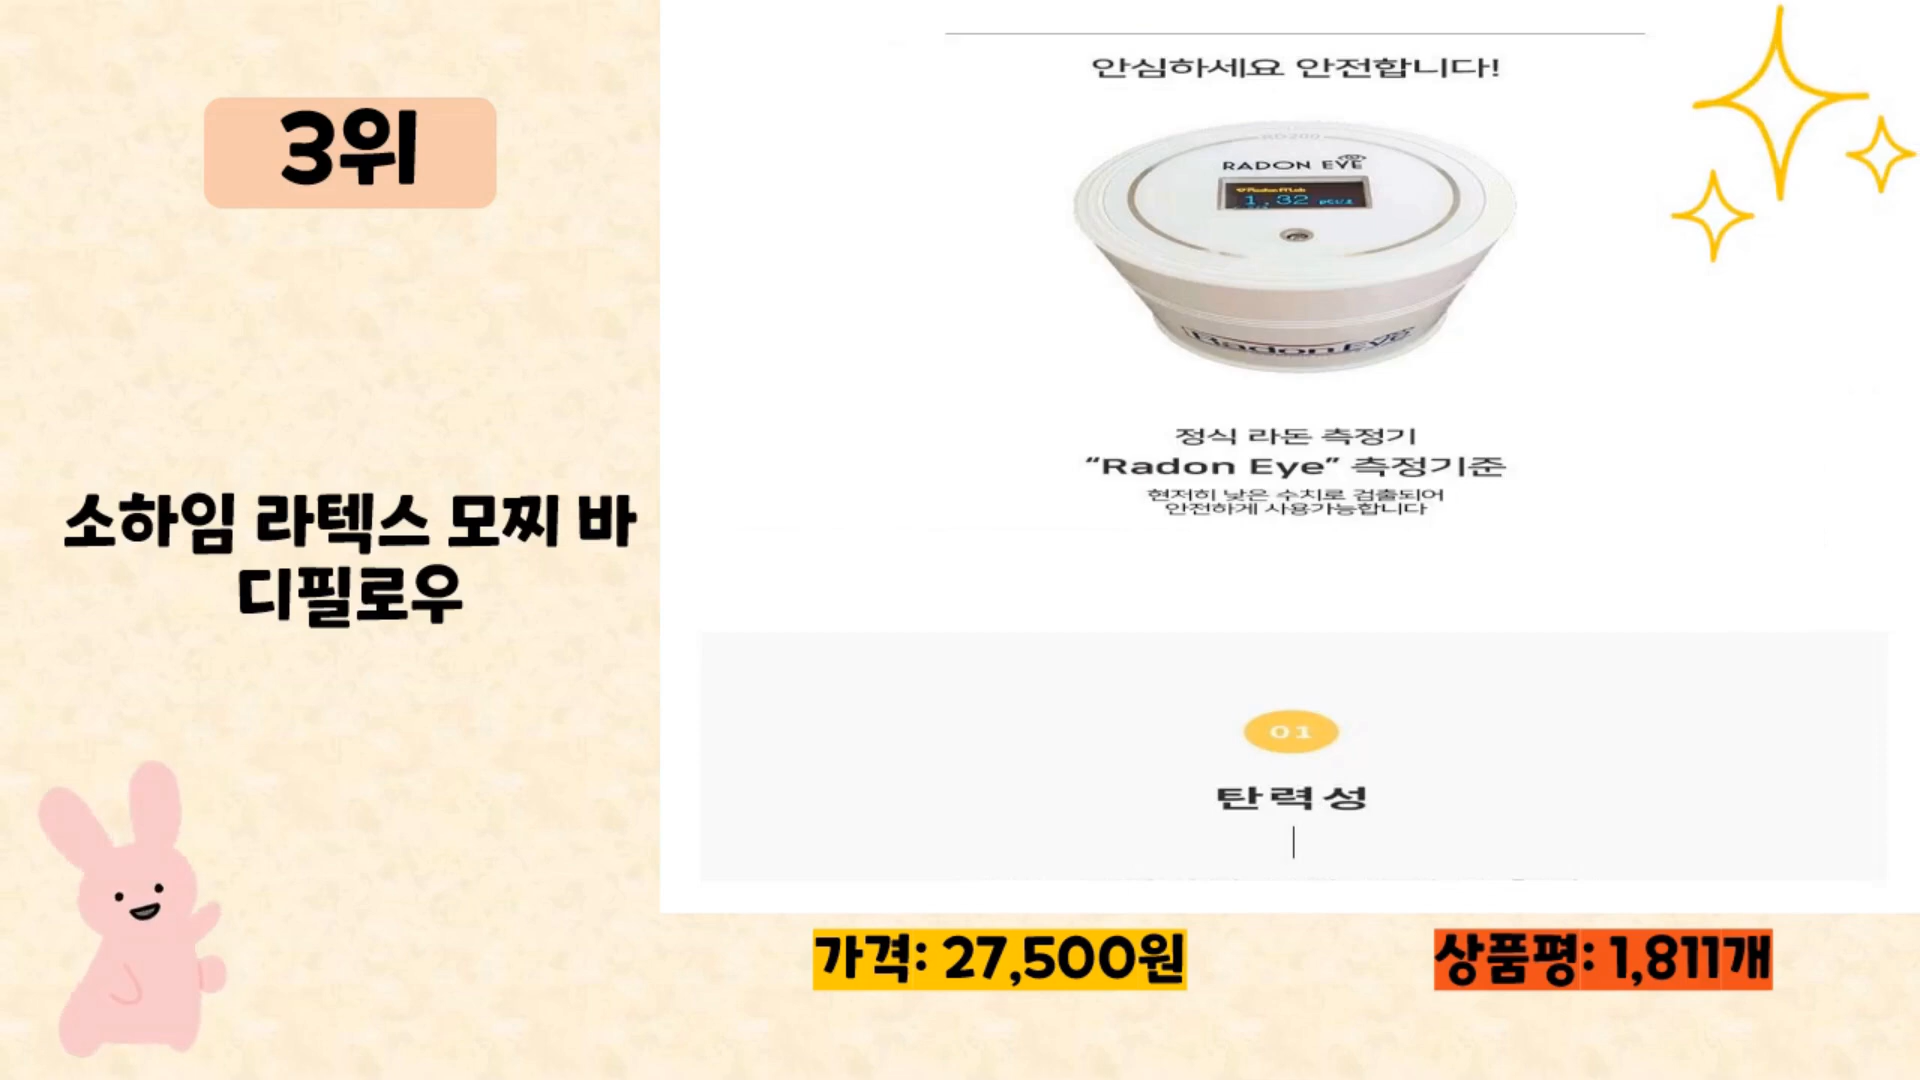 3위
소하임 라텍스 모찌 바
디필로우
안심하세요 안전합니다!
RD200
RADON EYE
1.32 pCi/ℓ
Radon Eye
정식 라돈 측정기
“Radon Eye” 측정기준
현저히 낮은 수치로 검출되어
안전하게 사용가능합니다
01
탄력성
가격: 27,500원
상품평: 1,811개